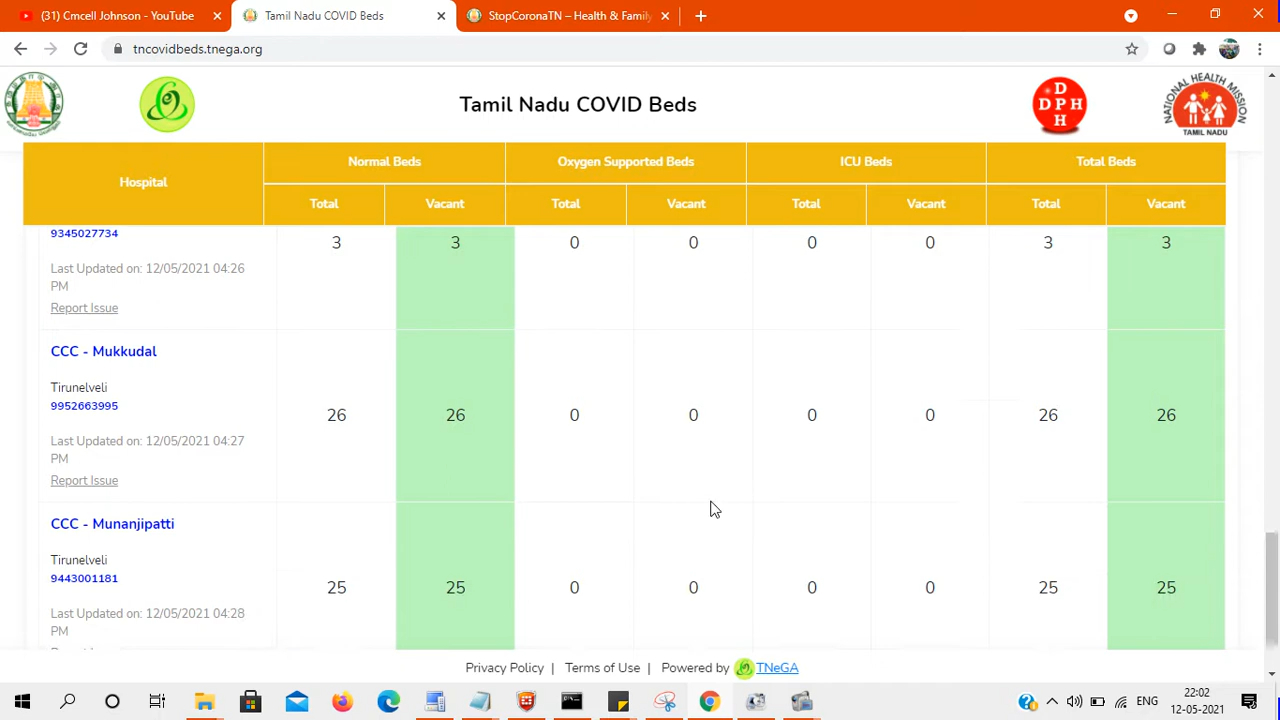 (31) Cmcell Johnson - YouTube
Tamil Nadu COVID Beds
StopCoronaTN – Health & Family
tncovidbeds.tnega.org
Tamil Nadu COVID Beds
D
DPH
H
NATIONAL HEALTH MISSION
TAMIL NADU
Hospital
Normal Beds
Oxygen Supported Beds
ICU Beds
Total Beds
Total Vacant Total Vacant Total Vacant Total Vacant
9345027734
3 3 0 0 0 0 3 3
Last Updated on: 12/05/2021 04:26
PM
Report Issue
CCC - Mukkudal
Tirunelveli
9952663995
26 26 0 0 0 0 26 26
Last Updated on: 12/05/2021 04:27
PM
Report Issue
CCC - Munanjipatti
Tirunelveli
9443001181
25 25 0 0 0 0 25 25
Last Updated on: 12/05/2021 04:28
PM
Privacy Policy | Terms of Use | Powered by TNeGA
ENG
22:02
12-05-2021